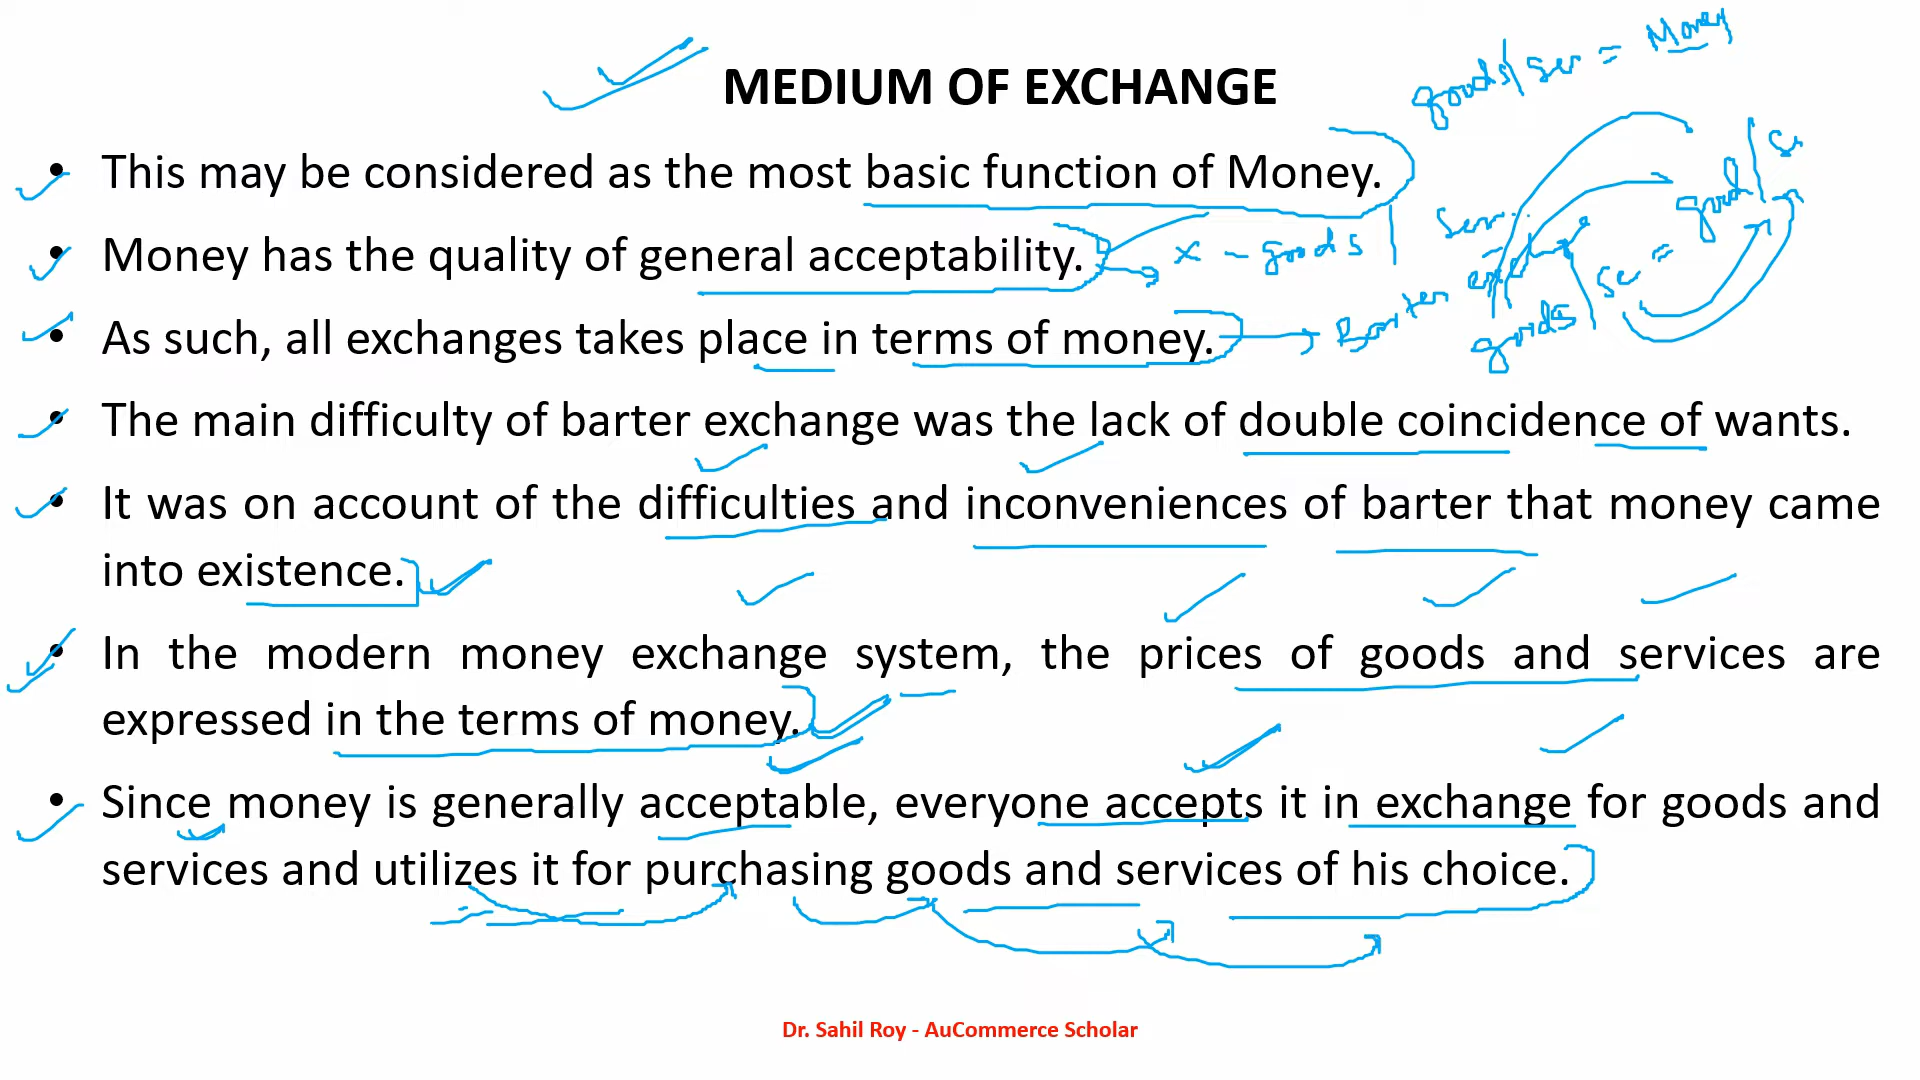 goods/ser = Money
MEDIUM OF EXCHANGE
• This may be considered as the most basic function of Money.
• Money has the quality of general acceptability.
x - goods
Ser..
good
• As such, all exchanges takes place in terms of money.
Barter
goods
Se =
• The main difficulty of barter exchange was the lack of double coincidence of wants.
• It was on account of the difficulties and inconveniences of barter that money came
into existence.
• In the modern money exchange system, the prices of goods and services are
expressed in the terms of money.
• Since money is generally acceptable, everyone accepts it in exchange for goods and
services and utilizes it for purchasing goods and services of his choice.
Dr. Sahil Roy - AuCommerce Scholar